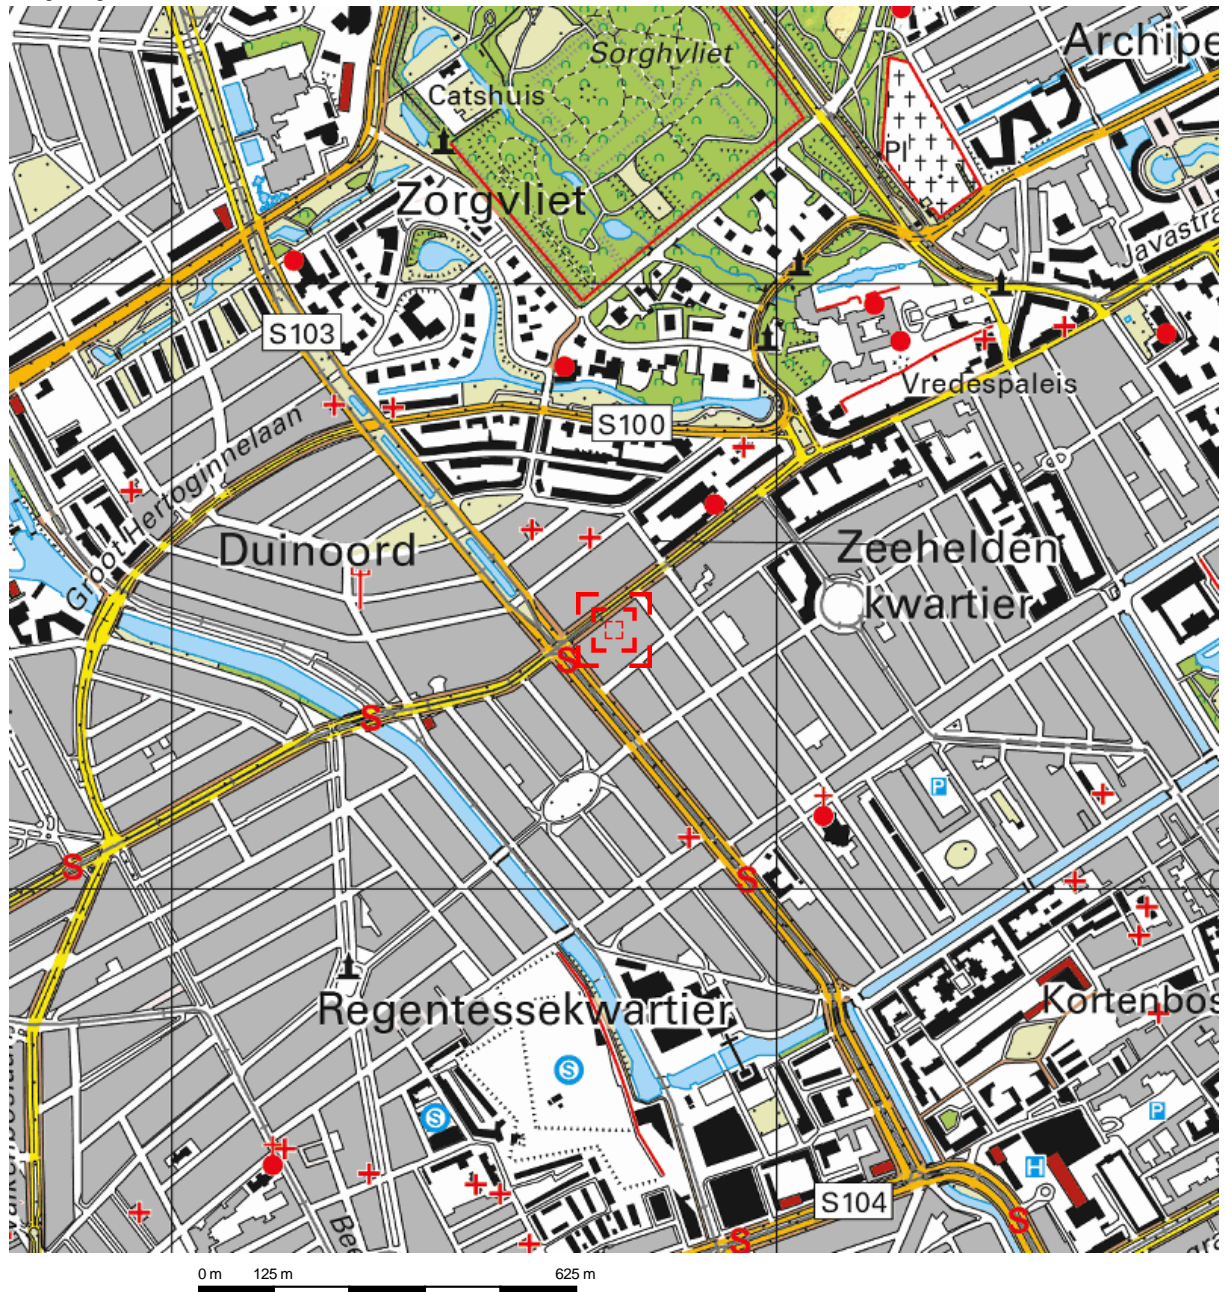 Sorghvliet
Archipe
Catshuis
Pl
Zorgvliet
Javastra
S103
Vredespaleis
S100
Groot Hertoginnelaan
Duinoord
Zeehelden
kwartier
S
S
P
S
S
Regentessekwartier
Kortenbos
S
S
P
H
S104
S
S
Bee
0 m 125 m 625 m